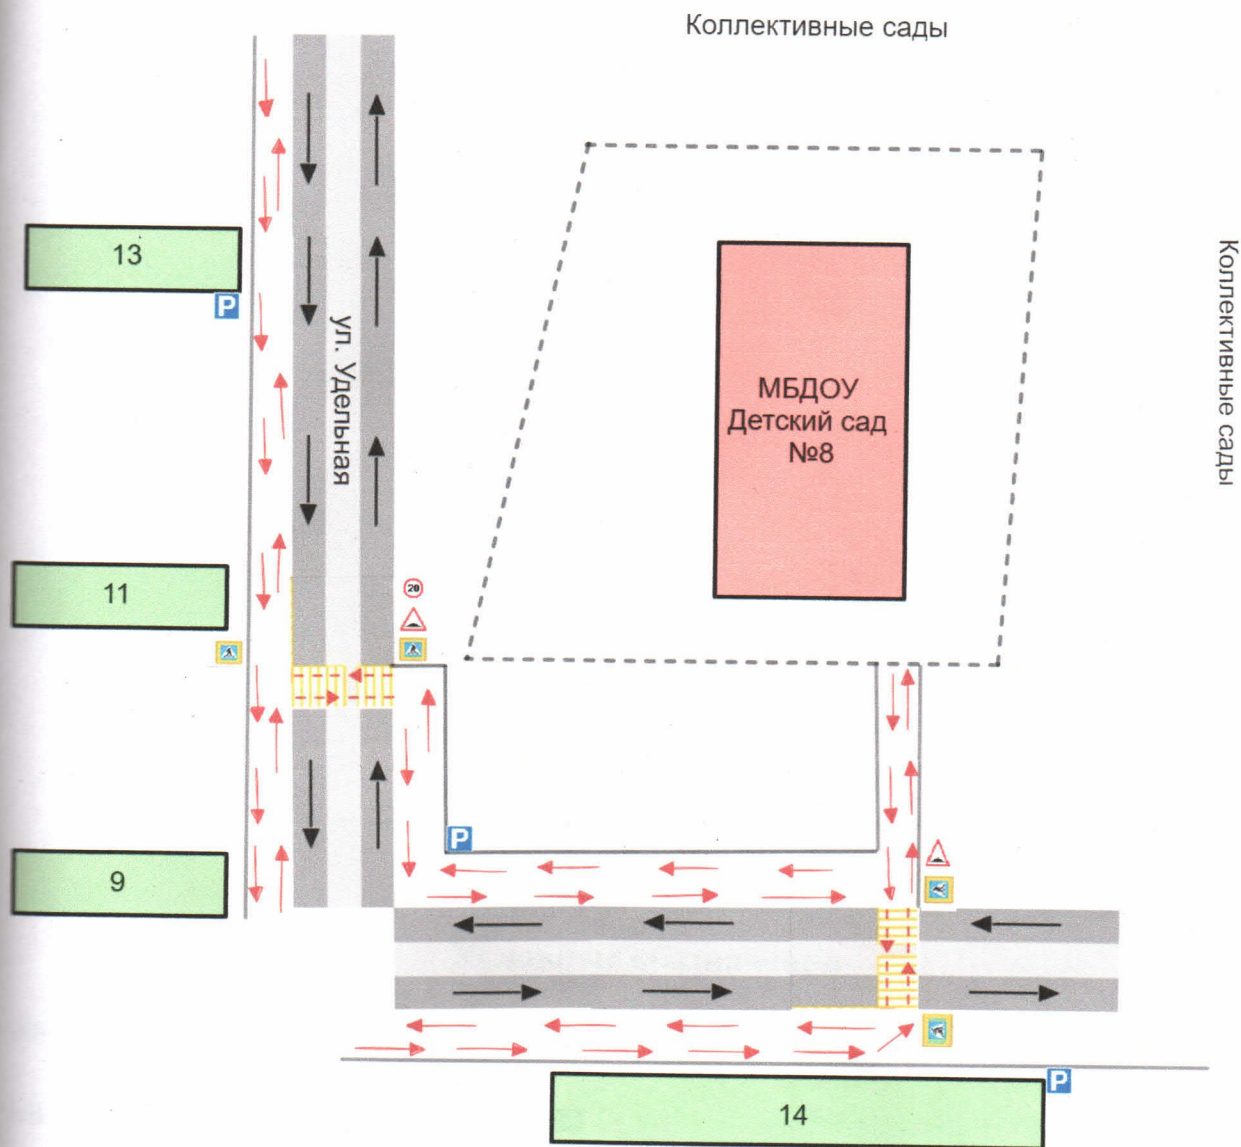 Коллективные сады
13
P
ул. Удельная
МБДОУ
Детский сад
№8
Коллективные сады
11
20
P
9
P
14